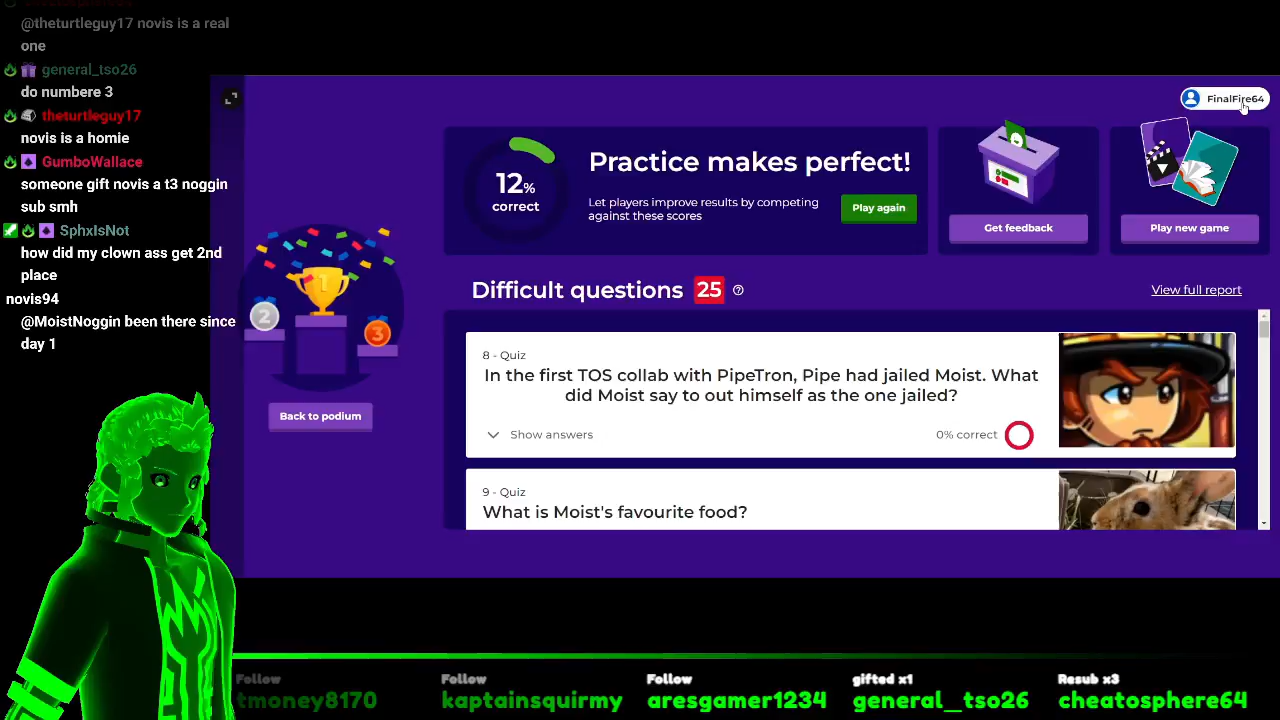 @theturtleguy17 novis is a real
one
general_tso26
do numbere 3
theturtleguy17
novis is a homie
GumboWallace
someone gift novis a t3 noggin
sub smh
SphxIsNot
how did my clown ass get 2nd
place
novis94
@MoistNoggin been there since
day 1
FinalFire64
12%
correct
Practice makes perfect!
Let players improve results by competing
against these scores
Play again
Get feedback
Play new game
1
2
3
Back to podium
Difficult questions 25
View full report
8 - Quiz
In the first TOS collab with PipeTron, Pipe had jailed Moist. What
did Moist say to out himself as the one jailed?
Show answers
0% correct
9 - Quiz
What is Moist's favourite food?
Follow
tmoney8170
Follow
kaptainsquirmy
Follow
aresgamer1234
gifted x1
general_tso26
Resub x3
cheatosphere64